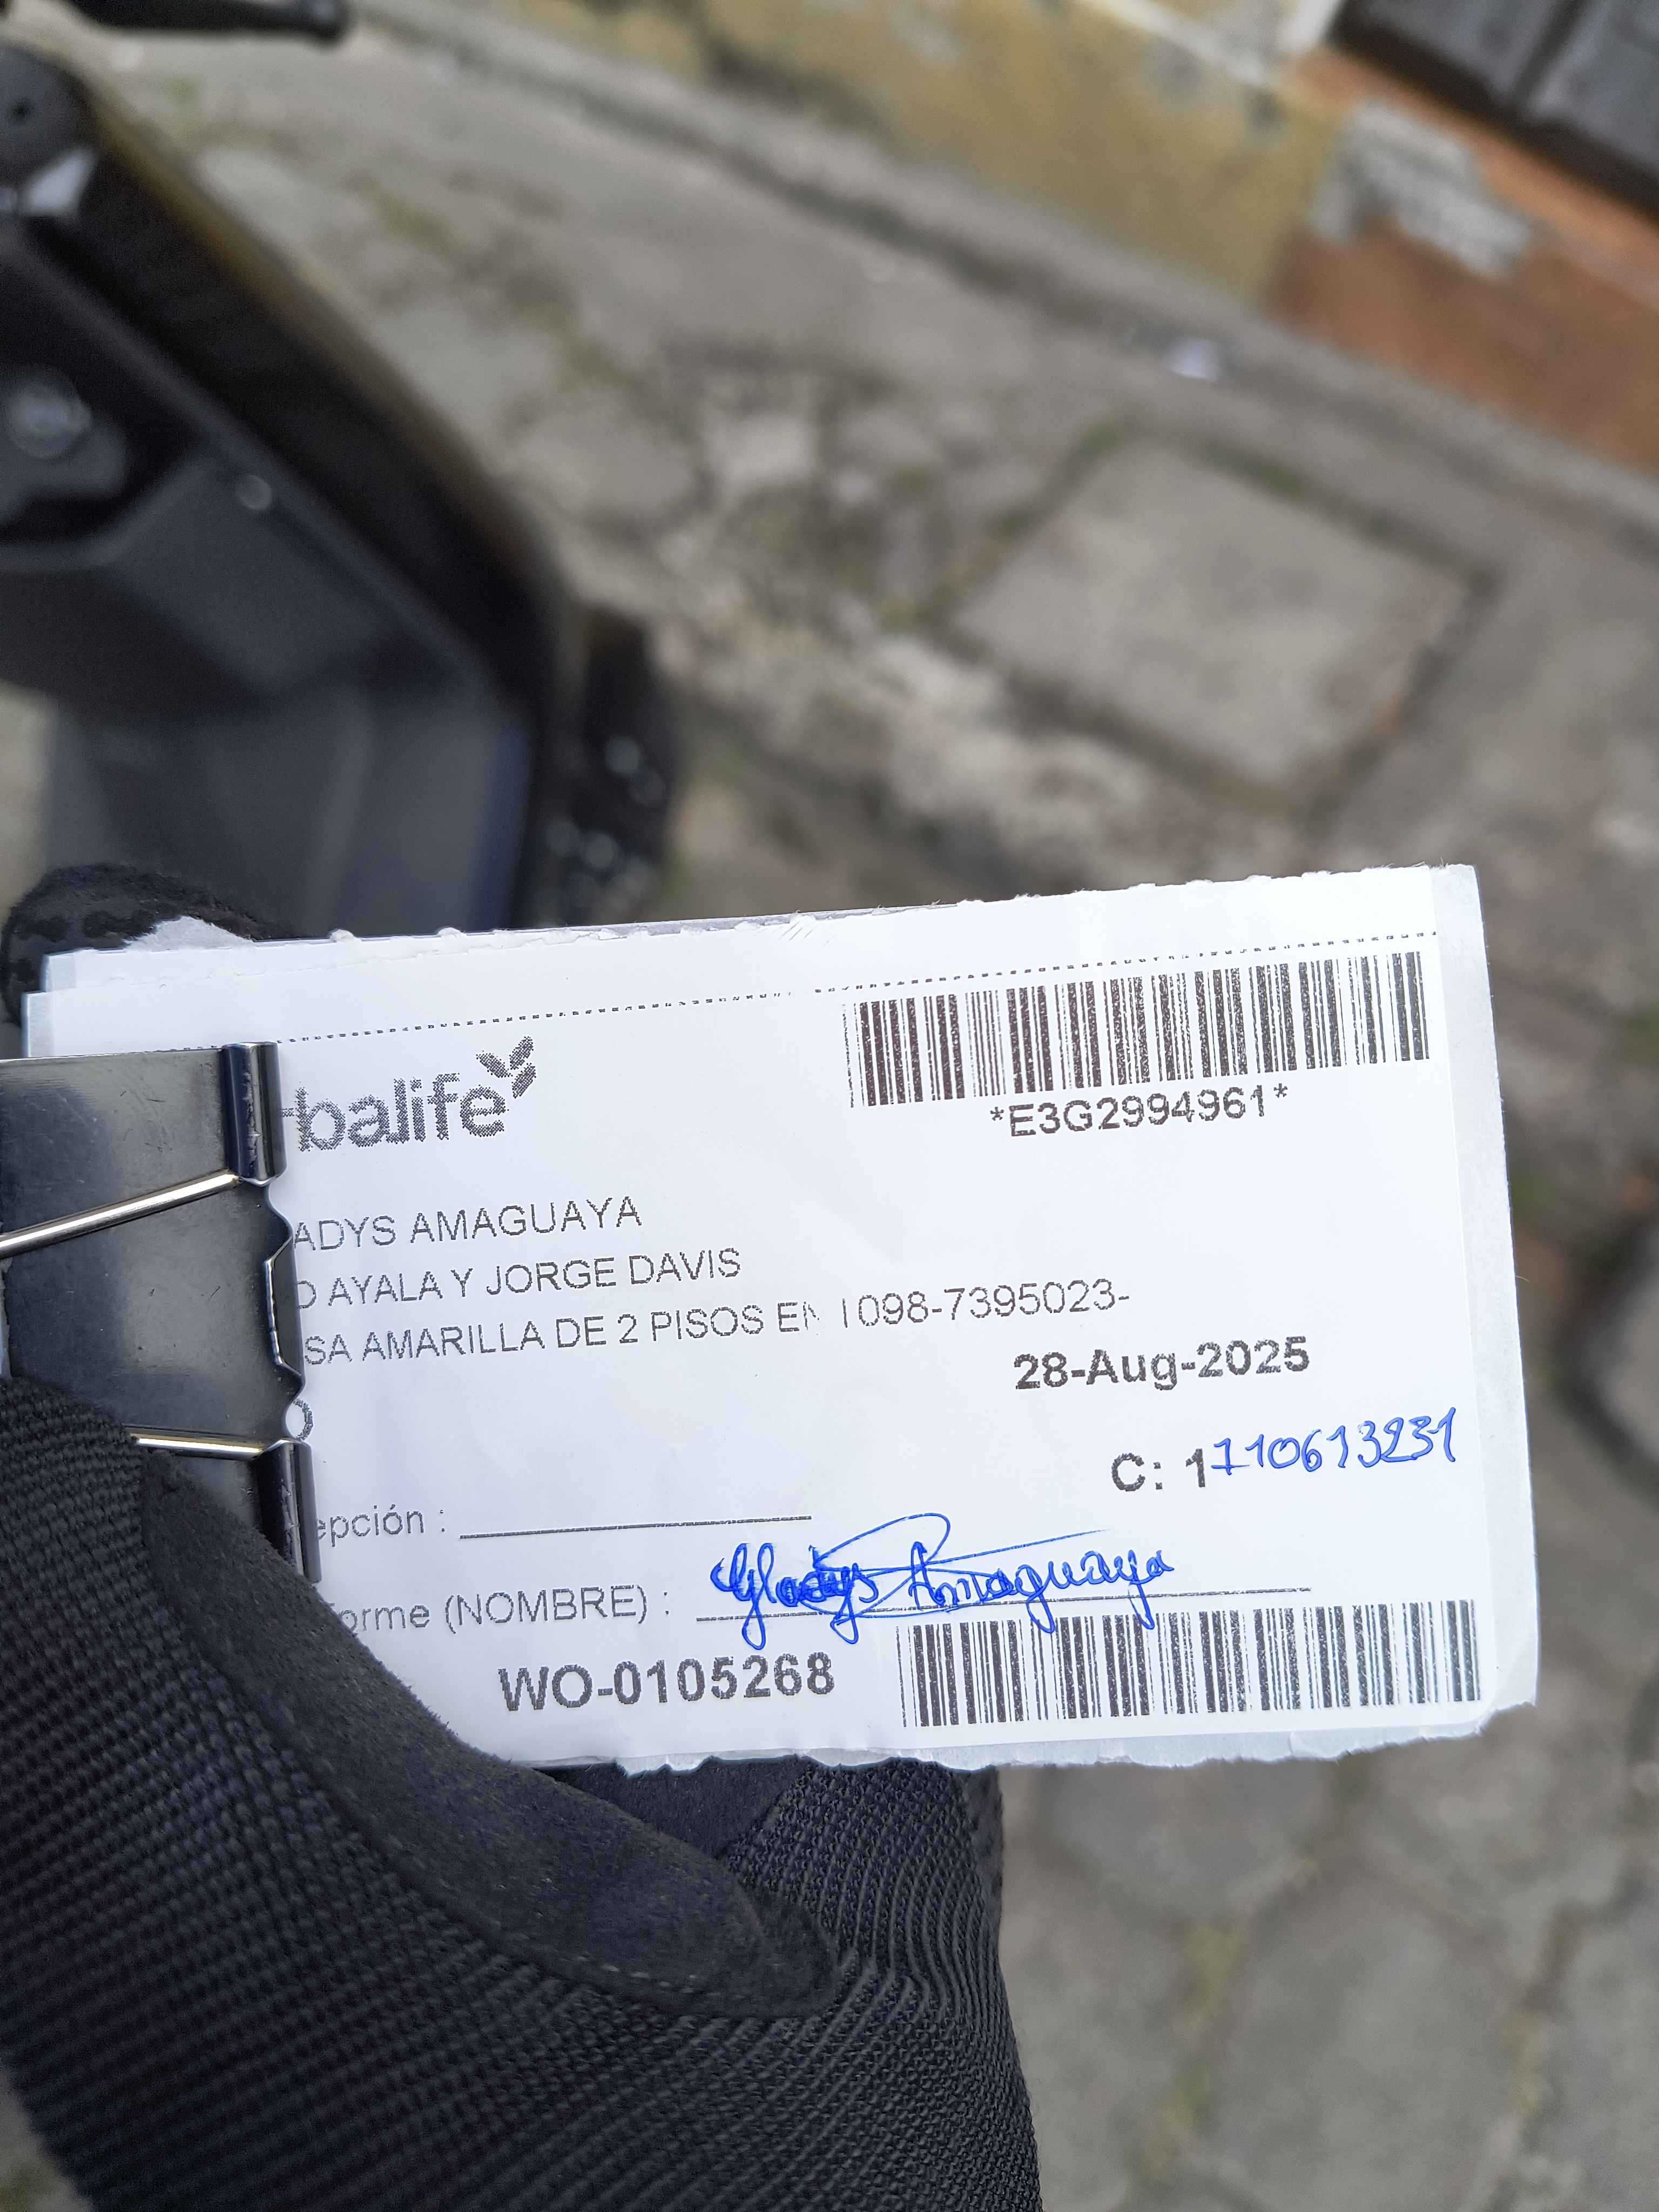 balife
*E3G2994961*
ADYS AMAGUAYA
O AYALA Y JORGE DAVIS
SA AMARILLA DE 2 PISOS EN 098-7395023-
28-Aug-2025
O
C: 1710613231
epción :
forme (NOMBRE) : Gladys Amaguaya
WO-0105268